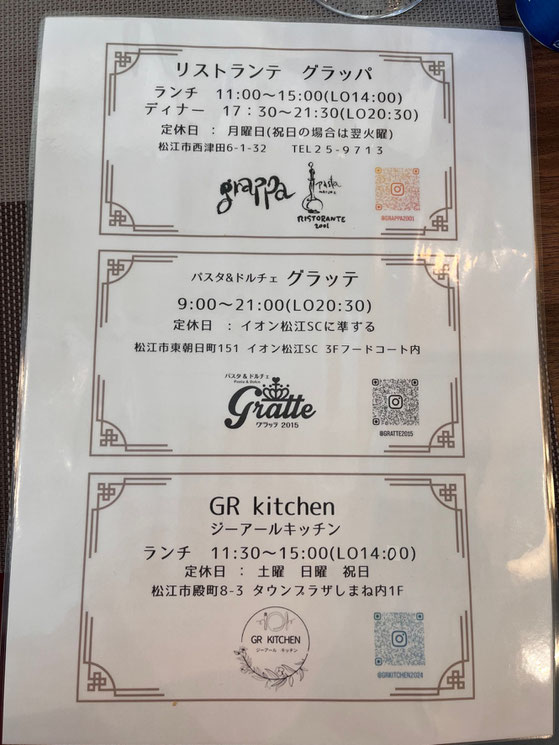 リストランテ　グラッパ
ランチ　11:00～15:00(LO14:00)
ディナー　17：30～21:30(LO20:30)
定休日　：　月曜日(祝日の場合は翌火曜)
松江市西津田6-1-32　　TEL２５-９７１３
grappa
pasta
RISTORANTE
2001
@GRAPPA2001
パスタ&ドルチェ　グラッテ
9:00～21:00(LO20:30)
定休日　：イオン松江SCに準ずる
松江市東朝日町151 イオン松江SC 3Fフードコート内
パスタ & ドルチェ
Pasta & Dolce
Gratte
グラッテ 2015
@GRATTE2015
GR kitchen
ジーアールキッチン
ランチ　11:30～15:00(LO14:00)
定休日　：　土曜　日曜　祝日
松江市殿町8-3 タウンプラザしまね内1F
GR KITCHEN
ジーアール キッチン
@GRKITCHEN2024